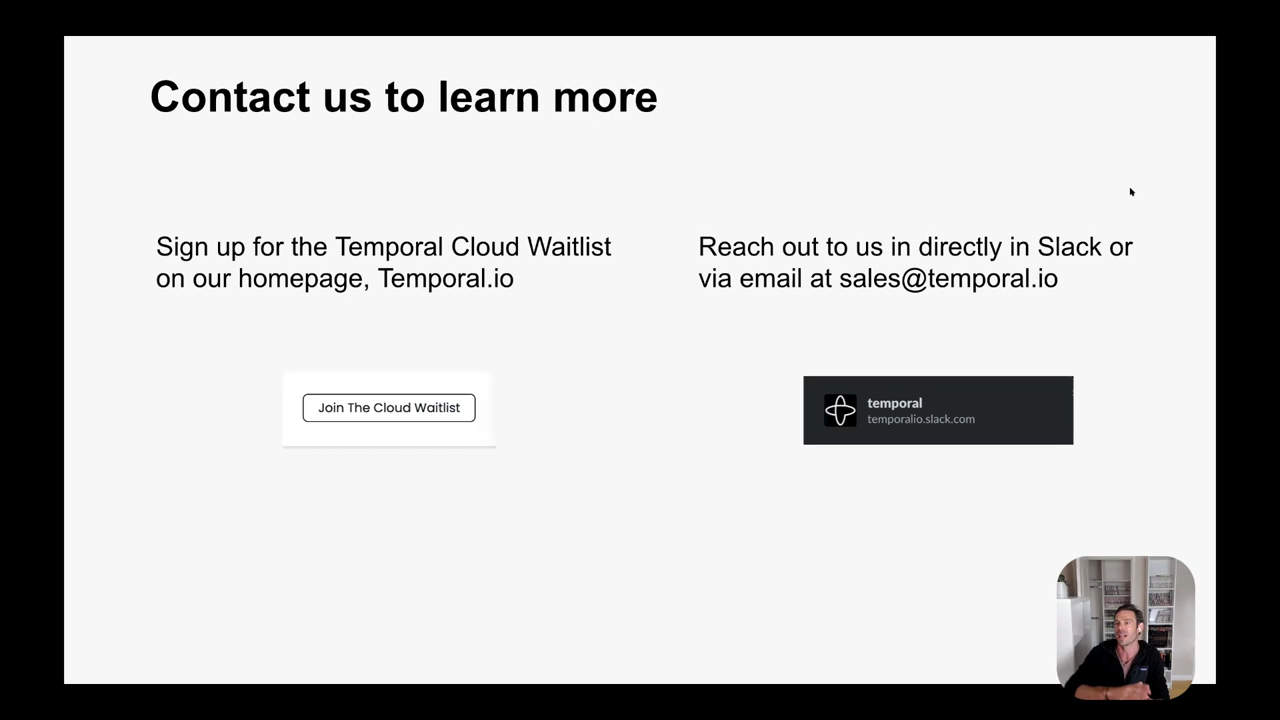 Contact us to learn more
Sign up for the Temporal Cloud Waitlist
on our homepage, Temporal.io
Reach out to us in directly in Slack or
via email at sales@temporal.io
Join The Cloud Waitlist
temporal
temporalio.slack.com